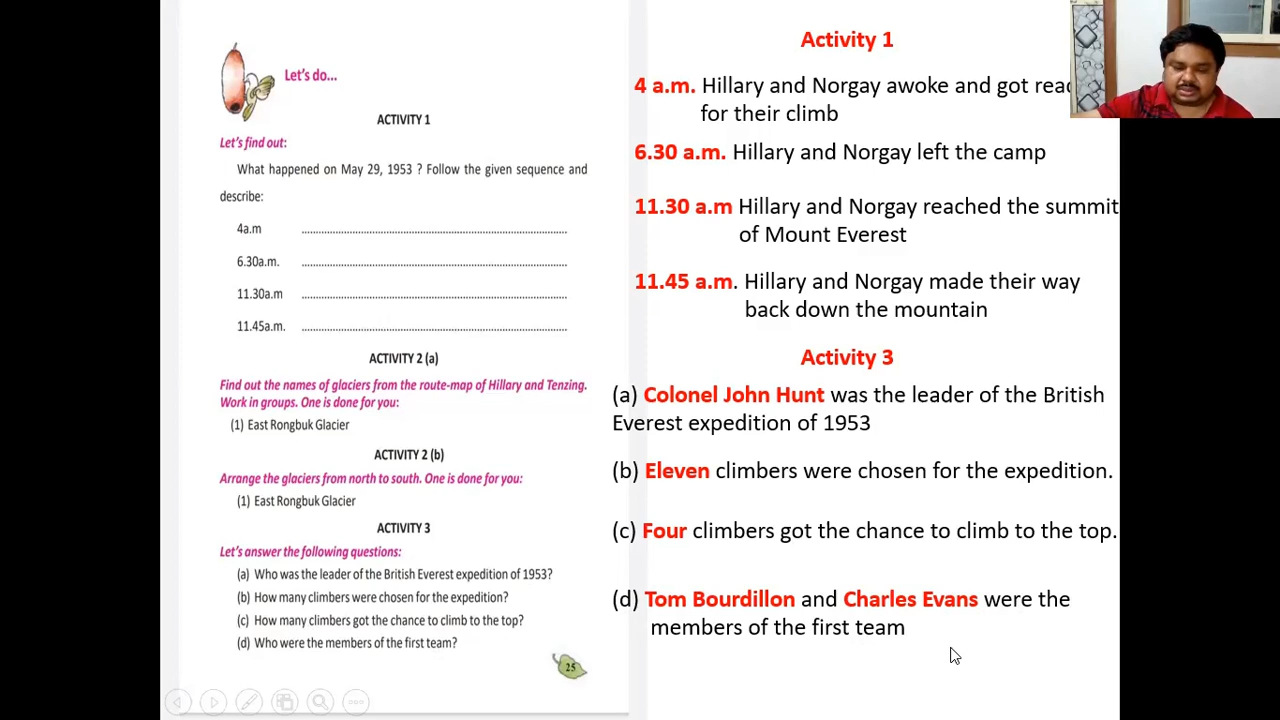 Let's do...
ACTIVITY 1
Let's find out:
What happened on May 29, 1953 ? Follow the given sequence and
describe:
4a.m ..........................................................................................
6.30a.m. ..........................................................................................
11.30a.m ..........................................................................................
11.45a.m. ..........................................................................................
ACTIVITY 2 (a)
Find out the names of glaciers from the route-map of Hillary and Tenzing.
Work in groups. One is done for you:
(1) East Rongbuk Glacier
ACTIVITY 2 (b)
Arrange the glaciers from north to south. One is done for you:
(1) East Rongbuk Glacier
ACTIVITY 3
Let's answer the following questions:
(a) Who was the leader of the British Everest expedition of 1953?
(b) How many climbers were chosen for the expedition?
(c) How many climbers got the chance to climb to the top?
(d) Who were the members of the first team?
25
Activity 1
4 a.m. Hillary and Norgay awoke and got
for their climb
6.30 a.m. Hillary and Norgay left the camp
11.30 a.m Hillary and Norgay reached the summit
of Mount Everest
11.45 a.m. Hillary and Norgay made their way
back down the mountain
Activity 3
(a) Colonel John Hunt was the leader of the British
Everest expedition of 1953
(b) Eleven climbers were chosen for the expedition.
(c) Four climbers got the chance to climb to the top.
(d) Tom Bourdillon and Charles Evans were the
members of the first team